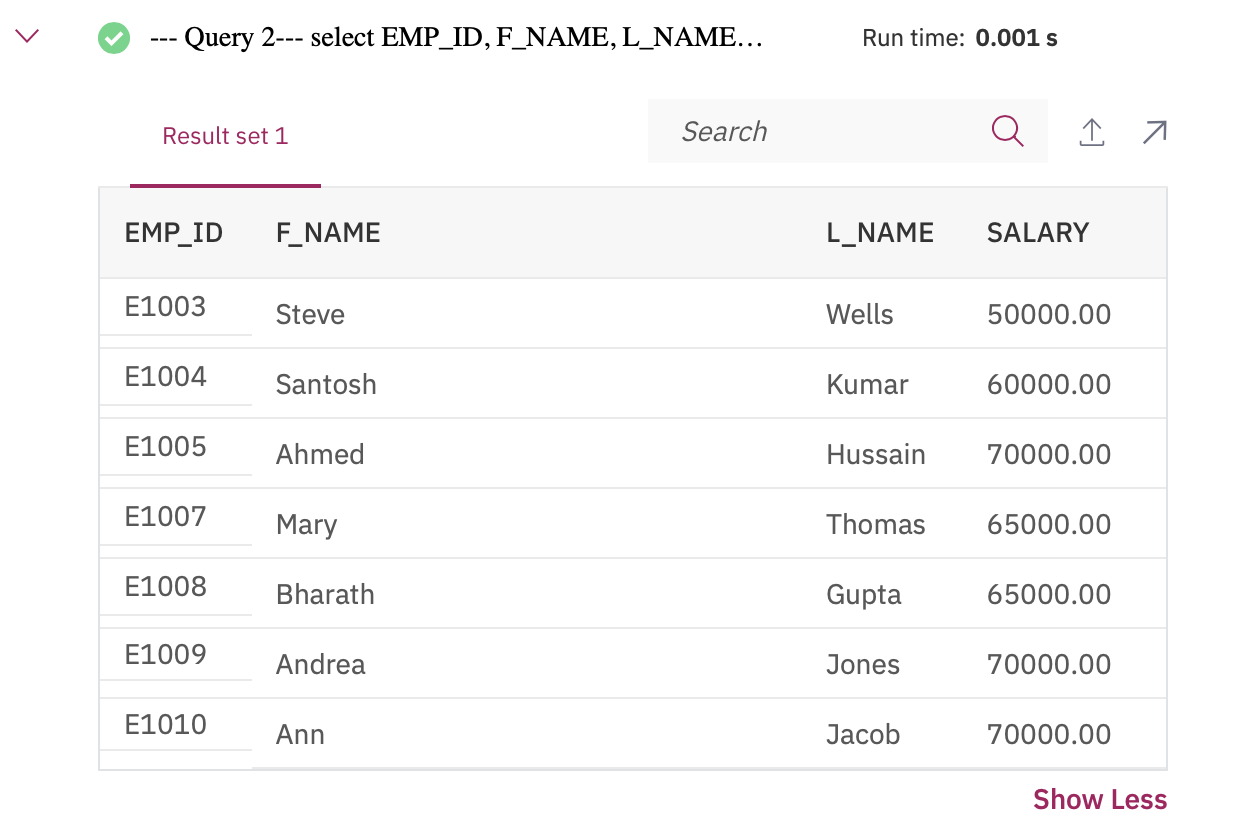 --- Query 2--- select EMP_ID, F_NAME, L_NAME… Run time: 0.001 s
Result set 1 Search
EMP_ID F_NAME L_NAME SALARY
E1003 Steve Wells 50000.00
E1004 Santosh Kumar 60000.00
E1005 Ahmed Hussain 70000.00
E1007 Mary Thomas 65000.00
E1008 Bharath Gupta 65000.00
E1009 Andrea Jones 70000.00
E1010 Ann Jacob 70000.00
Show Less